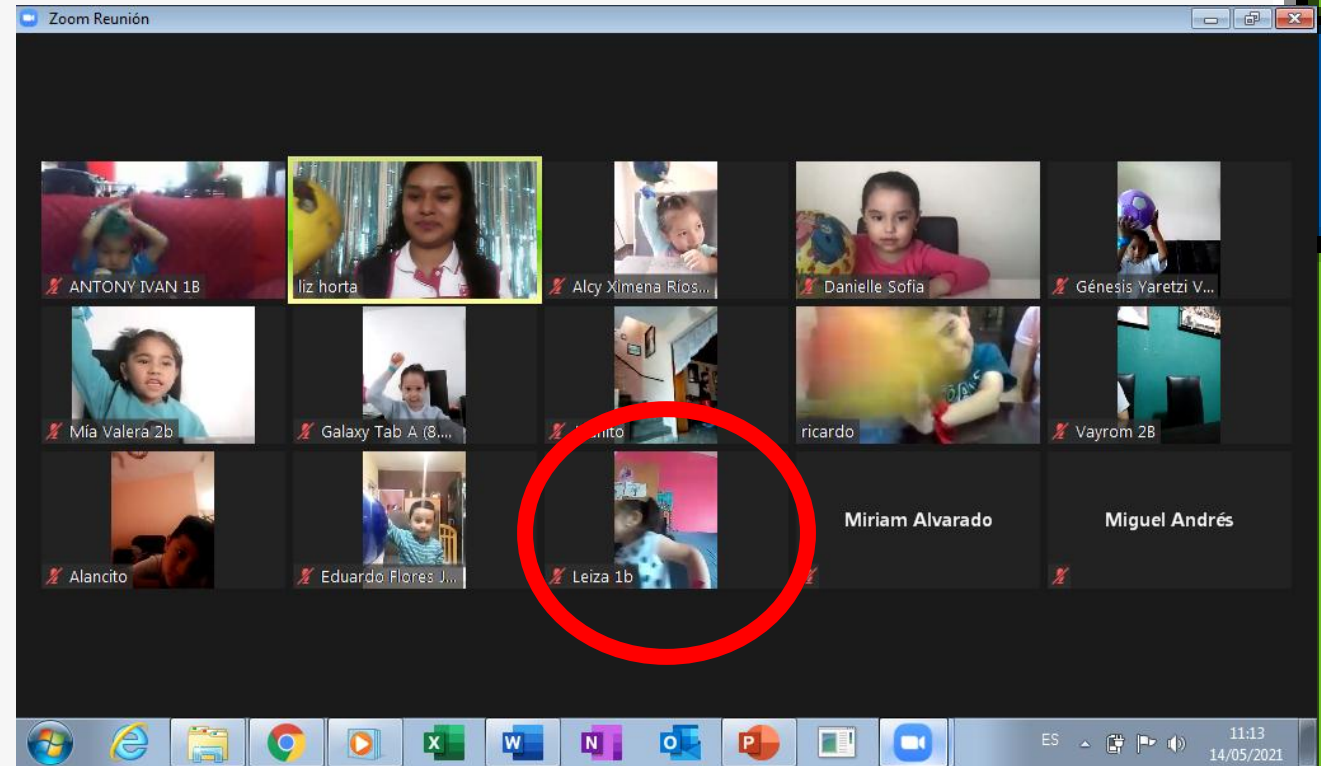 Zoom Reunión
ANTONY IVAN 1B
liz horta
Alcy Ximena Rios...
Danielle Sofia
Génesis Yaretzi V...
Mía Valera 2b
Galaxy Tab A (8....
ricardo
Vayrom 2B
Alancito
Eduardo Flores J...
Leiza 1b
Miriam Alvarado
Miguel Andrés
ES
11:13
14/05/2021